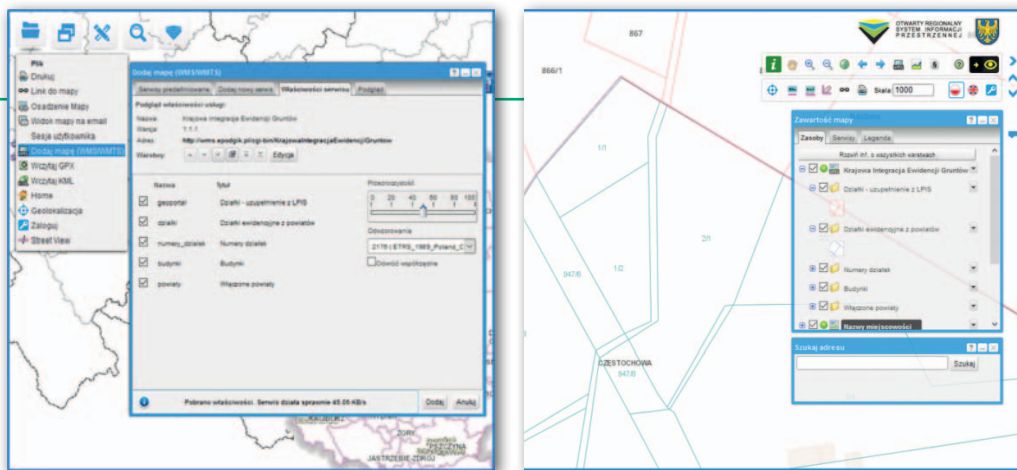 Plik
Drukuj
Link do mapy
Osadzenie Mapy
Widok mapy na email
Sesja użytkownika
Dodaj mapę (WMS/WMTS)
Wczytaj GPX
Wczytaj KML
Home
Geolokalizacja
Zaloguj
Street View
Dodaj mapę (WMS/WMTS)
Serwisy predefiniowane
Dodaj nowy serwis
Właściwości serwisu
Podgląd
Podgląd właściwości usługi:
Nazwa: Krajowa Integracja Ewidencji Gruntów
Wersja: 1.1.1
Adres: http://wms.epodgik.pl/cgi-bin/KrajowaIntegracjaEwidencjiGruntow
Warstwy: Edycja
Nazwa Tytuł
geoportal Działki - uzupełnienie z LPIS
dzialki Działki ewidencyjne z powiatów
numery_dzialek Numery działek
budynki Budynki
powiaty Włączone powiaty
Przezroczystość
0 20 40 60 80 100
Odwzorowania
2176 ( ETRS_1989_Poland_C
Odwróć współrzędne
Pobrano właściwości. Serwis działa sprawnie 45.05 KB/s
Dodaj
Anuluj
ŻORY
PSZCZYNA
JASTRZĘBIE-ZDRÓJ
867
866/1
1/1
2/1
1/2
947/6
CZĘSTOCHOWA
947/8
OTWARTY REGIONALNY
SYSTEM INFORMACJI
PRZESTRZENNEJ
Skala: 1000
Zawartość mapy
Zasoby
Serwisy
Legenda
Rozwiń inf. o wszystkich warstwach
Krajowa Integracja Ewidencji Gruntów
Działki - uzupełnienie z LPIS
Działki ewidencyjne z powiatów
Numery działek
Budynki
Włączone powiaty
Nazwy miejscowości
Szukaj adresu
Szukaj